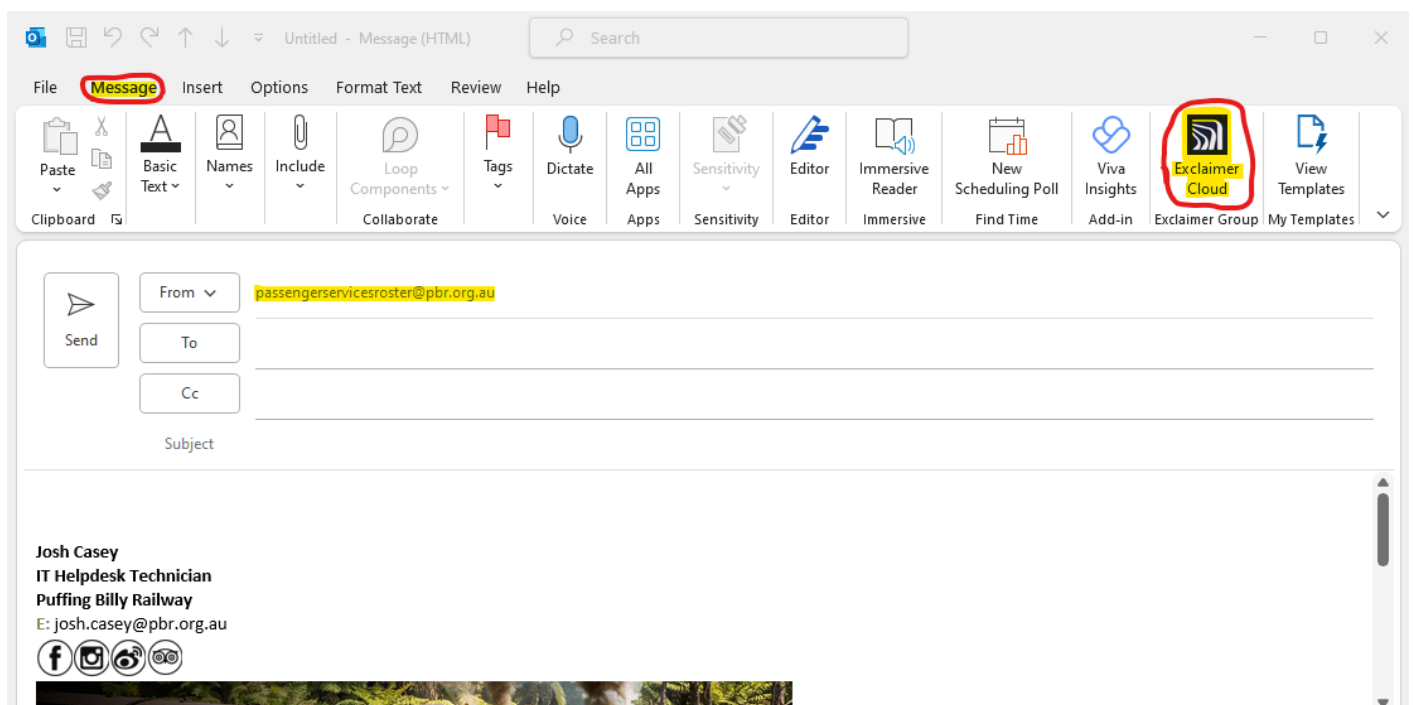 Untitled - Message (HTML)
Search
File Message Insert Options Format Text Review Help
Paste
Basic Text
Names
Include
Loop Components
Tags
Dictate
All Apps
Sensitivity
Editor
Immersive Reader
New Scheduling Poll
Viva Insights
Exclaimer Cloud
View Templates
Clipboard Collaborate Voice Apps Sensitivity Editor Immersive Find Time Add-in Exclaimer Group My Templates
Send
From passengerservicesroster@pbr.org.au
To
Cc
Subject
Josh Casey
IT Helpdesk Technician
Puffing Billy Railway
E: josh.casey@pbr.org.au